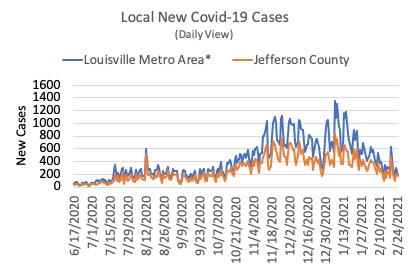 Local New Covid-19 Cases
(Daily View)
Louisville Metro Area* Jefferson County
New Cases
1600
1400
1200
1000
800
600
400
200
0
6/17/2020 7/1/2020 7/15/2020 7/29/2020 8/12/2020 8/26/2020 9/9/2020 9/23/2020 10/7/2020 10/21/2020 11/4/2020 11/18/2020 12/2/2020 12/16/2020 12/30/2020 1/13/2021 1/27/2021 2/10/2021 2/24/2021